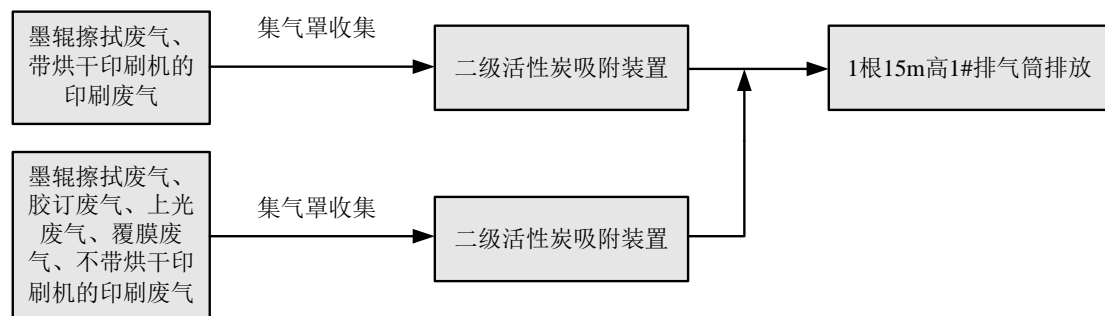 墨辊擦拭废气、
带烘干印刷机的
印刷废气
集气罩收集
二级活性炭吸附装置
1根15m高1#排气筒排放
墨辊擦拭废气、
胶订废气、上光
废气、覆膜废
气、不带烘干印
刷机的印刷废气
集气罩收集
二级活性炭吸附装置